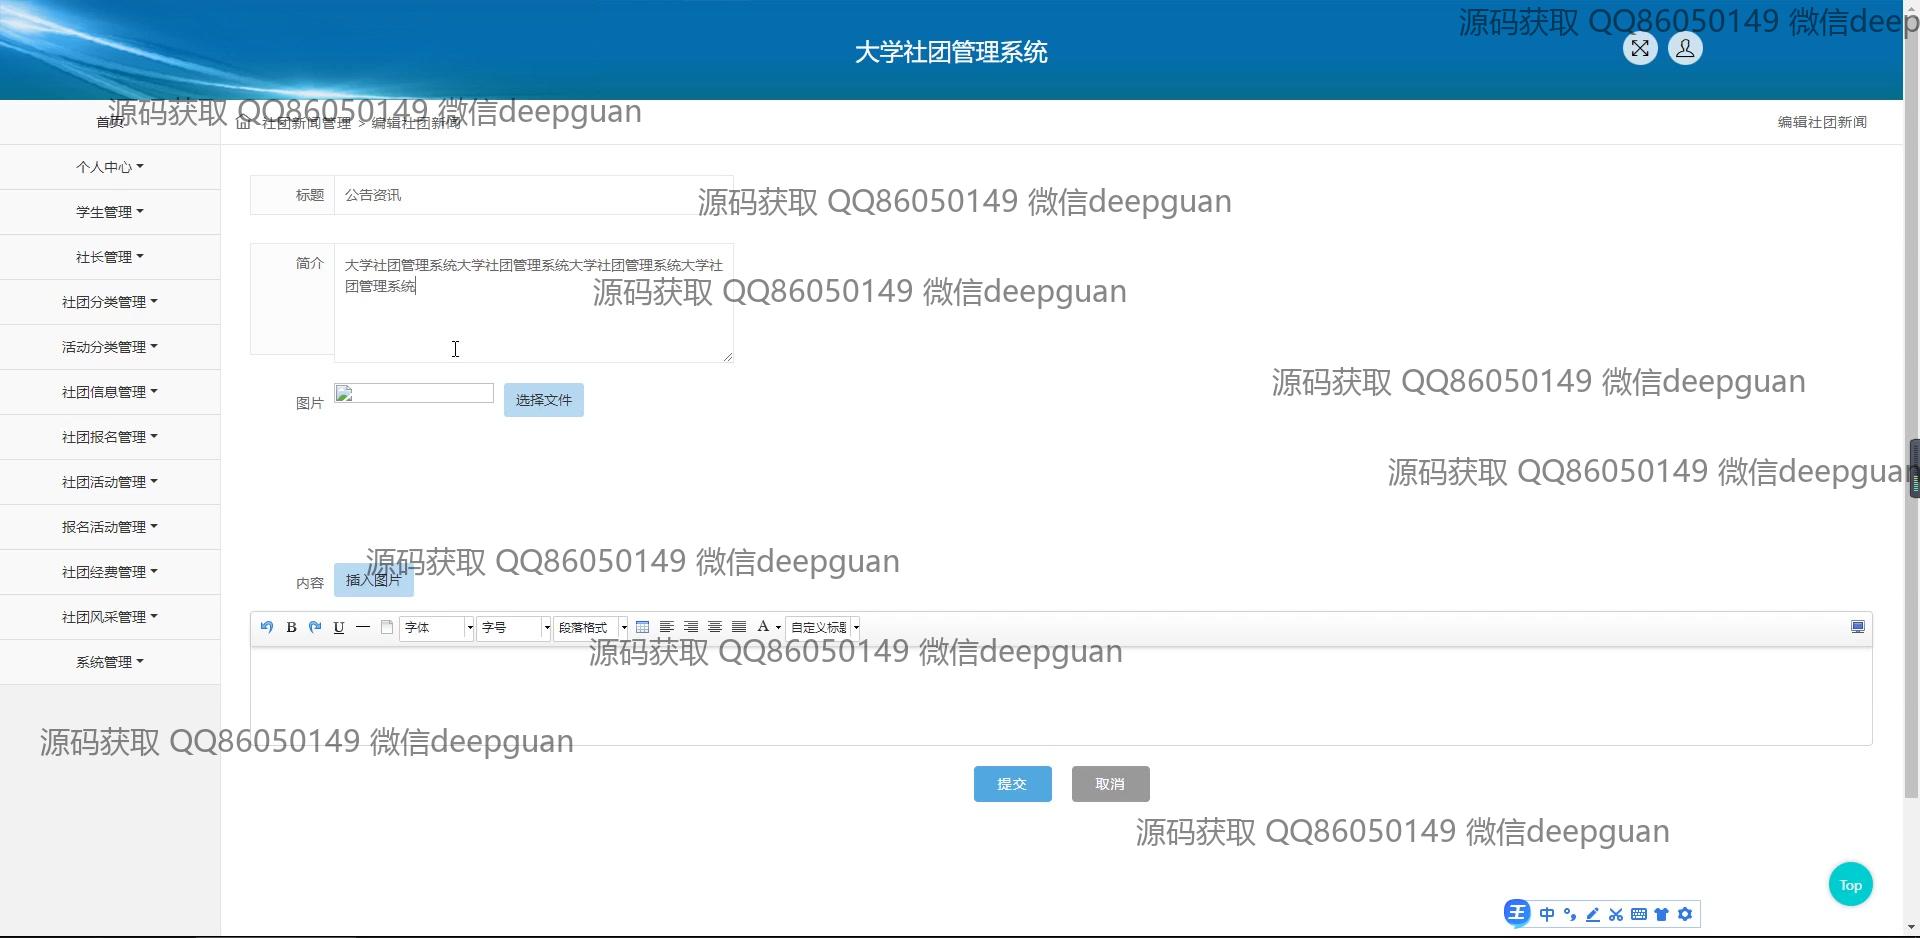 大学社团管理系统
源码获取 QQ86050149 微信deep
源码获取 QQ86050149 微信deepguan
首页
社团新闻管理 > 编辑社团新闻
编辑社团新闻
个人中心
学生管理
社长管理
社团分类管理
活动分类管理
社团信息管理
社团报名管理
社团活动管理
报名活动管理
社团经费管理
社团风采管理
系统管理
标题
公告资讯
源码获取 QQ86050149 微信deepguan
简介
大学社团管理系统大学社团管理系统大学社团管理系统大学社
团管理系统
源码获取 QQ86050149 微信deepguan
图片
选择文件
源码获取 QQ86050149 微信deepguan
源码获取 QQ86050149 微信deepguan
源码获取 QQ86050149 微信deepguan
内容
插入图片
B U 字体 字号 段落格式 A 自定义标题
源码获取 QQ86050149 微信deepguan
源码获取 QQ86050149 微信deepguan
提交
取消
源码获取 QQ86050149 微信deepguan
Top
王 中